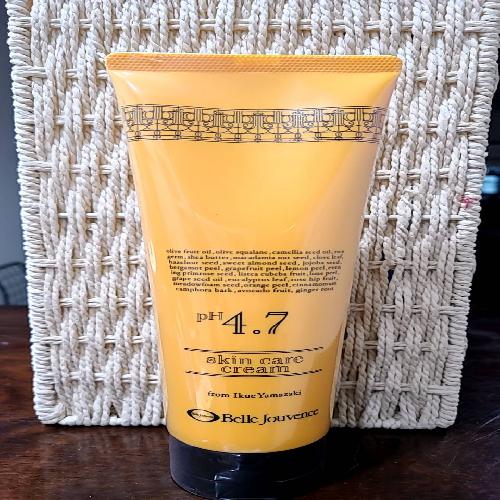 olive fruit oil, olive squalane, camellia seed oil, rice
germ, shea butter, macadamia nut seed, clove leaf,
hazelnut seed, sweet almond seed, jojoba seed,
bergamot peel, grapefruit peel, lemon peel, even
ing primrose seed, listea cubeba fruit, lime peel,
grape seed oil, eucalyptus leaf, rose hip fruit,
meadowfoam seed, orange peel, cinnamomum
camphora bark, avocado fruit, ginger root
pH4.7
skin care
cream
from Ikue Yamazaki
Belle Jouvence